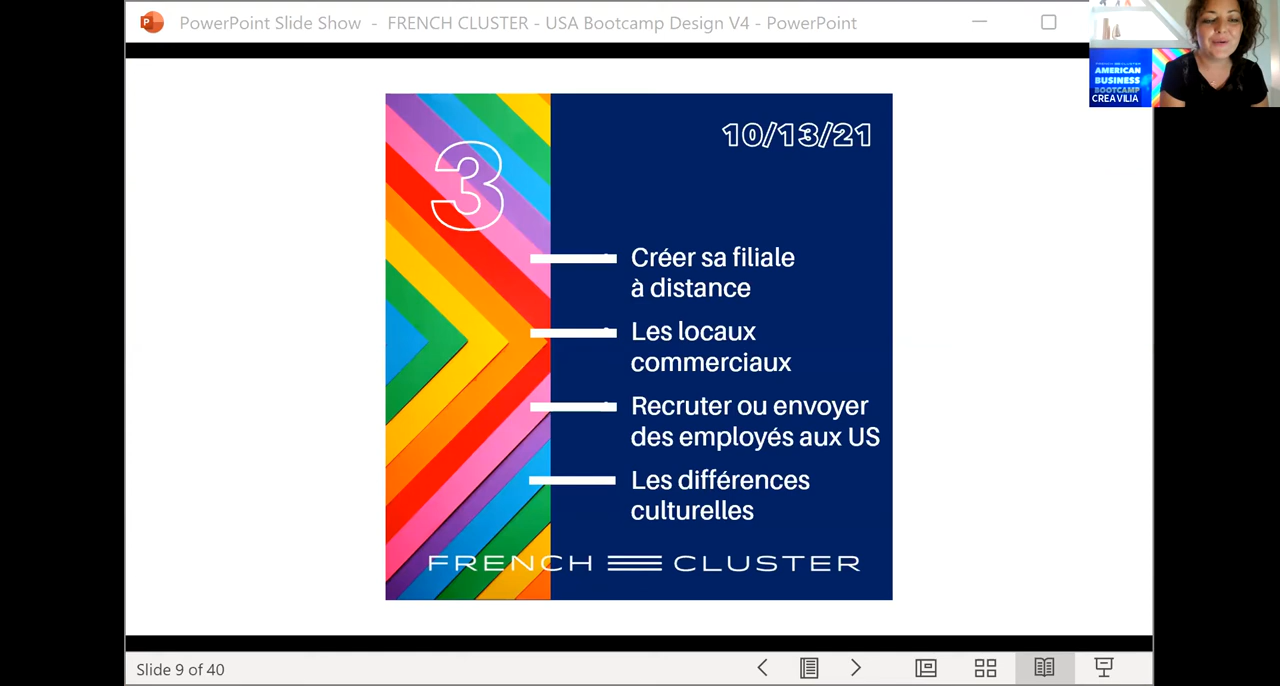 PowerPoint Slide Show - FRENCH CLUSTER - USA Bootcamp Design V4 - PowerPoint
FRENCH CLUSTER
AMERICAN
BUSINESS
BOOTCAMP
CREAVILIA
3
10/13/21
Créer sa filiale
à distance
Les locaux
commerciaux
Recruter ou envoyer
des employés aux US
Les différences
culturelles
FRENCH CLUSTER
Slide 9 of 40